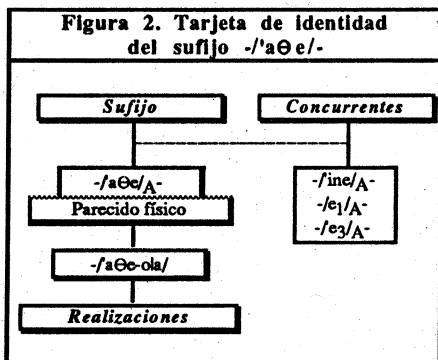 Figura 2. Tarjeta de identidad
del sufijo -/'aΘe/-
Sufijo
Concurrentes
-/'aΘe/A-
Parecido físico
-/'ine/A-
-/e1/A-
-/e3/A-
-/'aΘe-ola/
Realizaciones